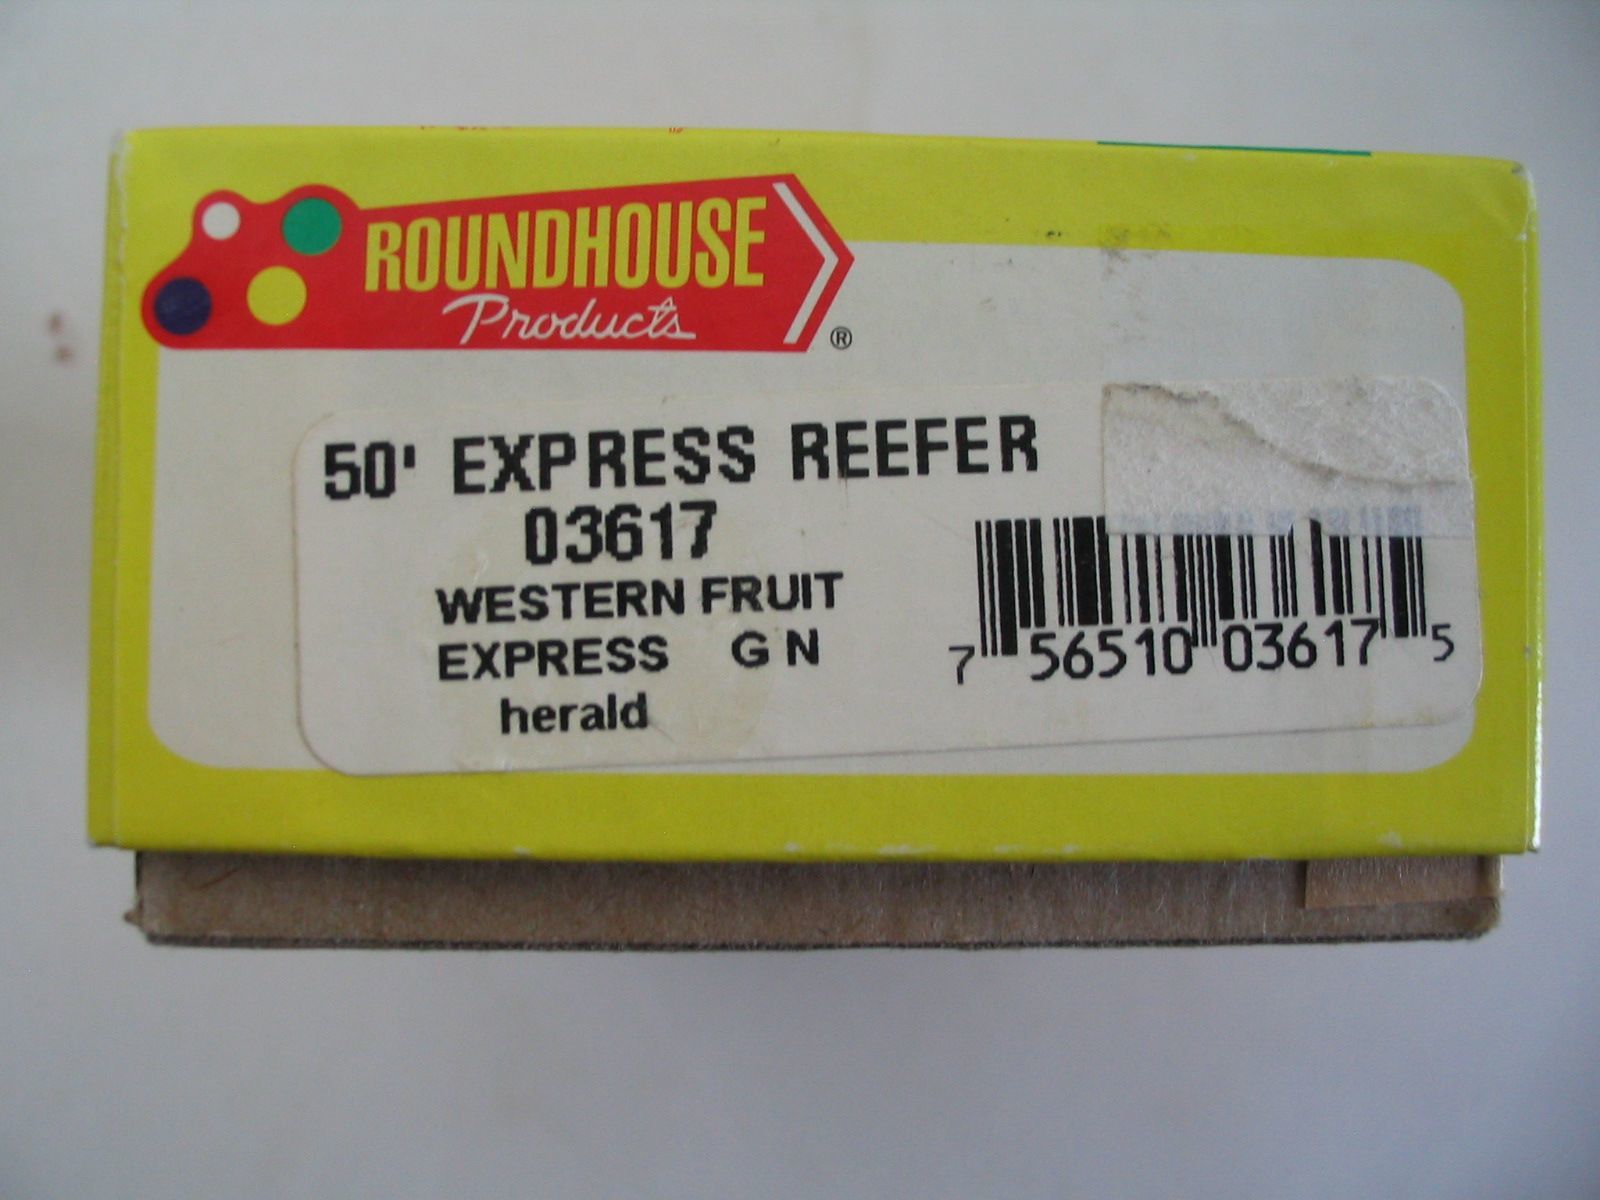 ROUNDHOUSE
Products
®
50' EXPRESS REEFER
03617
WESTERN FRUIT
EXPRESS G N
herald
7 56510 03617 5